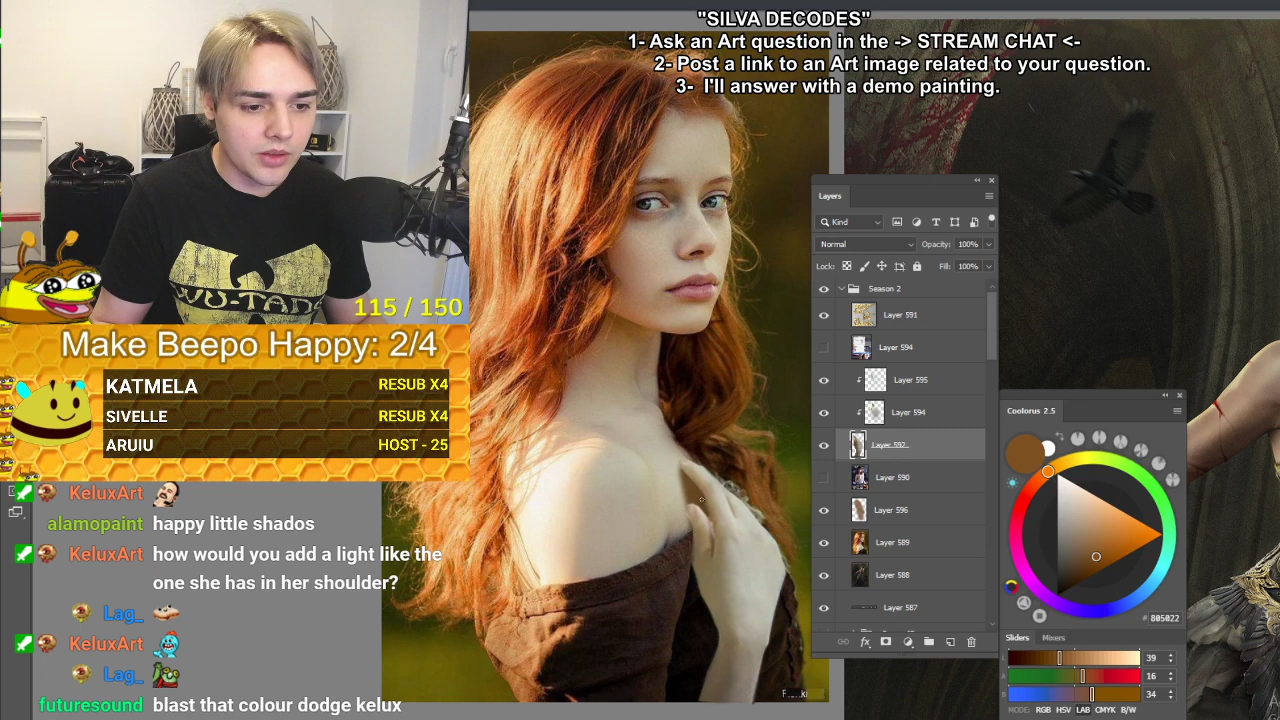 "SILVA DECODES"
1- Ask an Art question in the -> STREAM CHAT <-
2- Post a link to an Art image related to your question.
3- I'll answer with a demo painting.
WU-TANG
115 / 150
Make Beepo Happy: 2/4
KATMELA RESUB X4
SIVELLE RESUB X4
ARUIU HOST - 25
KeluxArt
alamopaint happy little shados
KeluxArt how would you add a light like the
one she has in her shoulder?
Lag_
KeluxArt
Lag_
futuresound blast that colour dodge kelux
Layers
Kind
Normal Opacity: 100%
Lock: Fill: 100%
Season 2
Layer 591
Layer 594
Layer 595
Layer 594
Layer 592
Layer 590
Layer 596
Layer 589
Layer 588
Layer 587
fx
Coolorus 2.5
# 805022
Sliders Mixers
L 39
A 16
B 34
MODE: RGB HSV LAB CMYK B/W